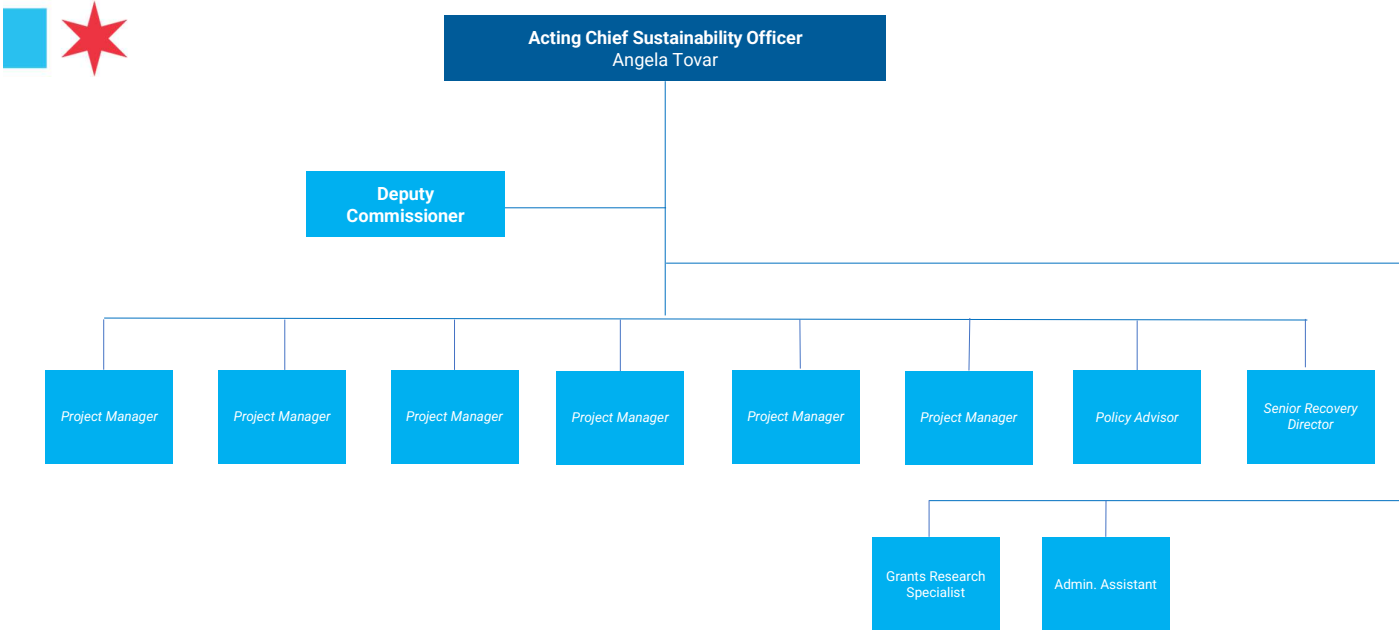 Acting Chief Sustainability Officer
Angela Tovar
Deputy
Commissioner
Project Manager
Project Manager
Project Manager
Project Manager
Project Manager
Project Manager
Policy Advisor
Senior Recovery
Director
Grants Research
Specialist
Admin. Assistant